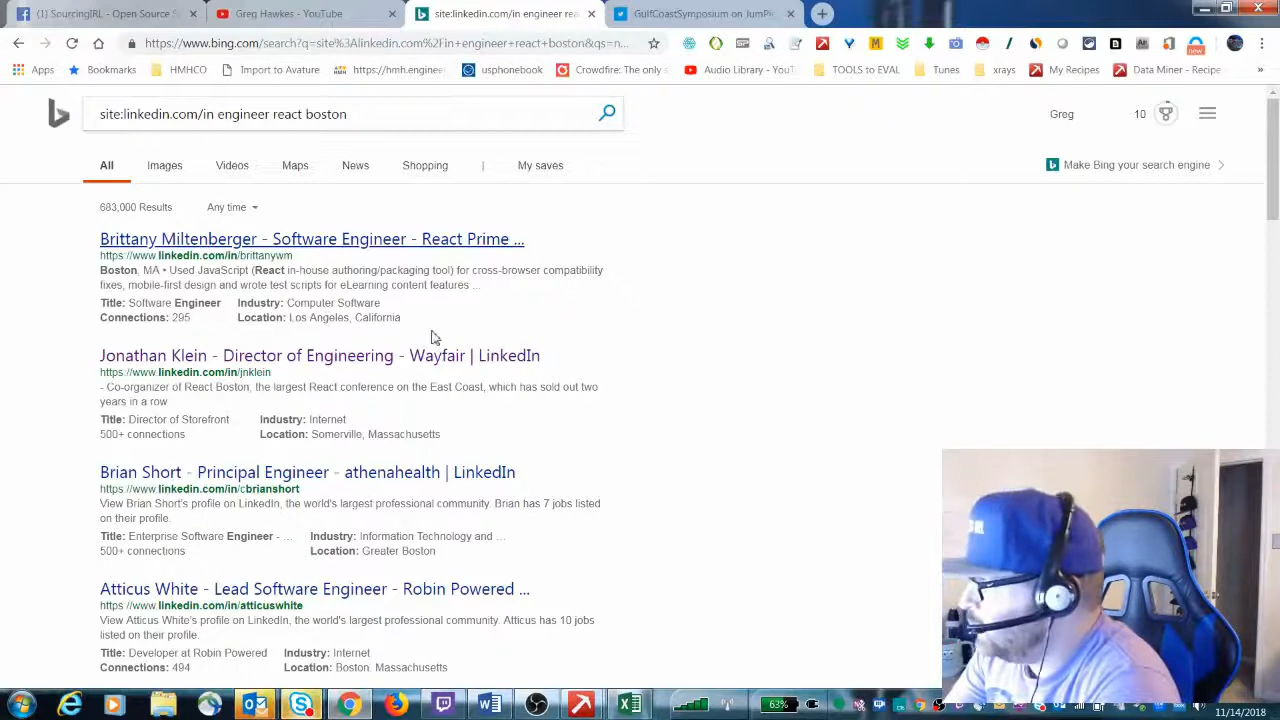 (1) SourcingIRL - Open Source S
Greg Hawkes - YouTube
site:linkedin.com/in engineer rea
GulfCoastSymposium on JumPic
https://www.bing.com/search?q=site%3Alinkedin.com%2Fin+engineer+react+boston&qs=n...
Apps
Bookmarks
HMHCO
Import to Avature
https://hmh.engineer
usphonebook
Crowdfire: The only s
Audio Library - YouT
TOOLS to EVAL
Tunes
xrays
My Recipes
Data Miner - Recipe
site:linkedin.com/in engineer react boston
Greg
10
All
Images
Videos
Maps
News
Shopping
My saves
Make Bing your search engine
683,000 Results
Any time
Brittany Miltenberger - Software Engineer - React Prime ...
https://www.linkedin.com/in/brittanywm
Boston, MA • Used JavaScript (React in-house authoring/packaging tool) for cross-browser compatibility
fixes, mobile-first design and wrote test scripts for eLearning content features ...
Title: Software Engineer Industry: Computer Software
Connections: 295 Location: Los Angeles, California
Jonathan Klein - Director of Engineering - Wayfair | LinkedIn
https://www.linkedin.com/in/jnklein
- Co-organizer of React Boston, the largest React conference on the East Coast, which has sold out two
years in a row
Title: Director of Storefront Industry: Internet
500+ connections Location: Somerville, Massachusetts
Brian Short - Principal Engineer - athenahealth | LinkedIn
https://www.linkedin.com/in/cbrianshort
View Brian Short's profile on LinkedIn, the world's largest professional community. Brian has 7 jobs listed
on their profile.
Title: Enterprise Software Engineer - ... Industry: Information Technology and ...
500+ connections Location: Greater Boston
Atticus White - Lead Software Engineer - Robin Powered ...
https://www.linkedin.com/in/atticuswhite
View Atticus White's profile on LinkedIn, the world's largest professional community. Atticus has 10 jobs
listed on their profile.
Title: Developer at Robin Powered Industry: Internet
Connections: 494 Location: Boston, Massachusetts
63%
11/14/2018